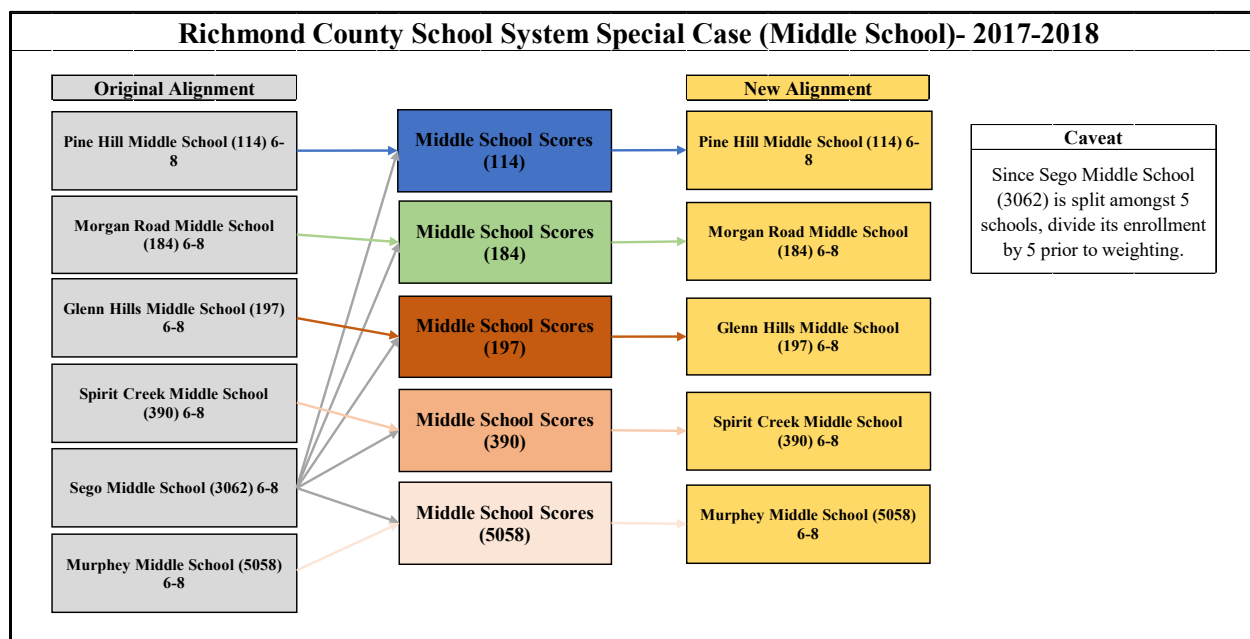 Richmond County School System Special Case (Middle School)- 2017-2018
Original Alignment
Pine Hill Middle School (114) 6-
8
Morgan Road Middle School
(184) 6-8
Glenn Hills Middle School (197)
6-8
Spirit Creek Middle School
(390) 6-8
Sego Middle School (3062) 6-8
Murphey Middle School (5058)
6-8
Middle School Scores
(114)
Middle School Scores
(184)
Middle School Scores
(197)
Middle School Scores
(390)
Middle School Scores
(5058)
New Alignment
Pine Hill Middle School (114) 6-
8
Morgan Road Middle School
(184) 6-8
Glenn Hills Middle School
(197) 6-8
Spirit Creek Middle School
(390) 6-8
Murphey Middle School (5058)
6-8
Caveat
Since Sego Middle School
(3062) is split amongst 5
schools, divide its enrollment
by 5 prior to weighting.